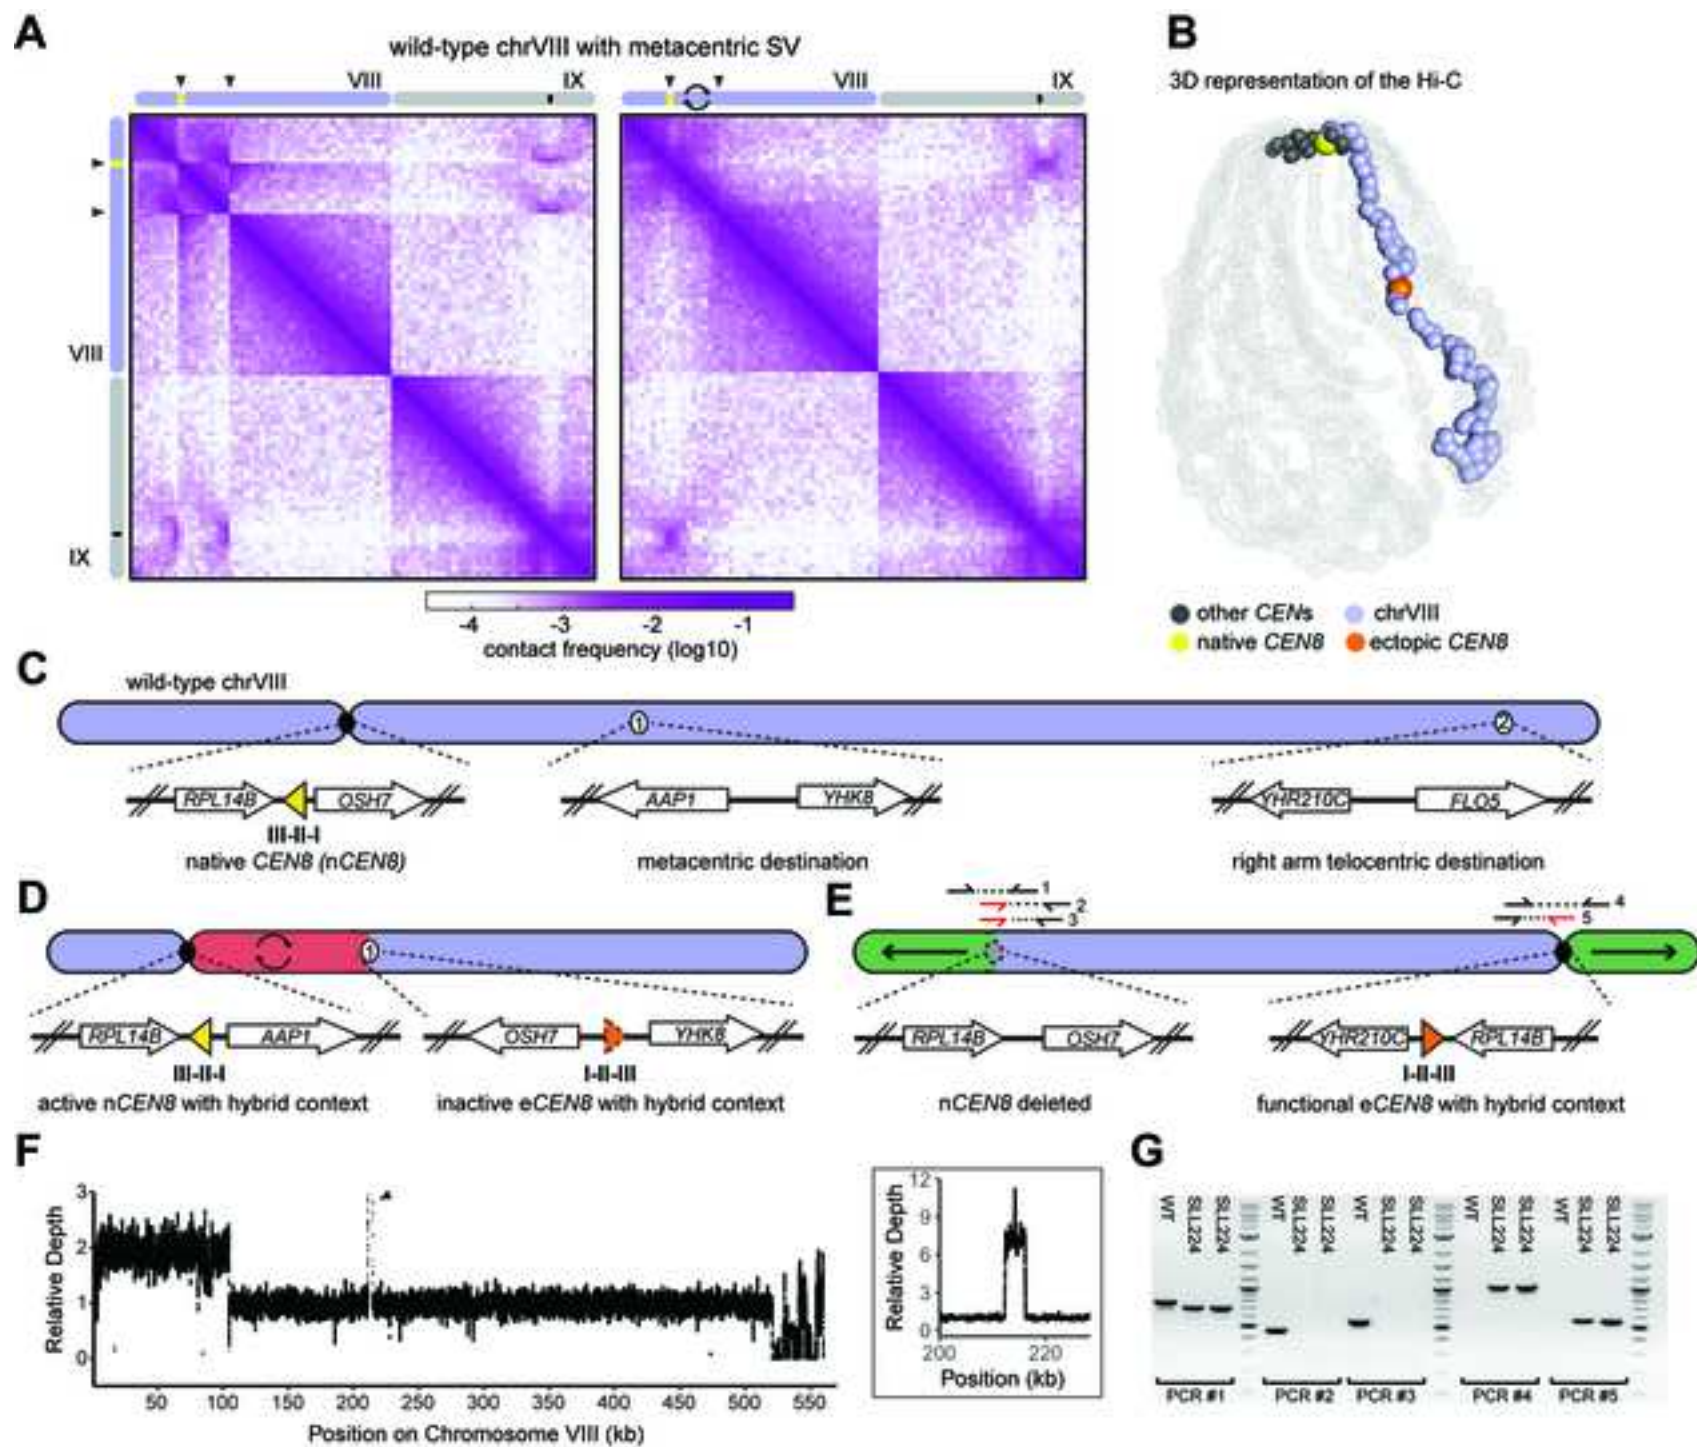 A
wild-type chrVIII with metacentric SV
VIII
IX
VIII
IX
VIII
IX
-4
-3
-2
-1
contact frequency (log10)
B
3D representation of the Hi-C
other CENs
chrVIII
native CEN8
ectopic CEN8
C
wild-type chrVIII
1
2
RPL14B
OSH7
AAP1
YHK8
YHR210C
FLO5
III-II-I
native CEN8 (nCEN8)
metacentric destination
right arm telocentric destination
D
1
RPL14B
AAP1
OSH7
YHK8
III-II-I
I-II-III
active nCEN8 with hybrid context
inactive eCEN8 with hybrid context
E
1
2
3
4
5
RPL14B
OSH7
YHR210C
RPL14B
I-II-III
nCEN8 deleted
functional eCEN8 with hybrid context
F
Relative Depth
3
2
1
0
50
100
150
200
250
300
350
400
450
500
550
Position on Chromosome VIII (kb)
Relative Depth
12
9
6
3
0
200
220
Position (kb)
G
WT
SLL224
SLL224
WT
SLL224
SLL224
WT
SLL224
SLL224
WT
SLL224
SLL224
WT
SLL224
SLL224
PCR #1
PCR #2
PCR #3
PCR #4
PCR #5